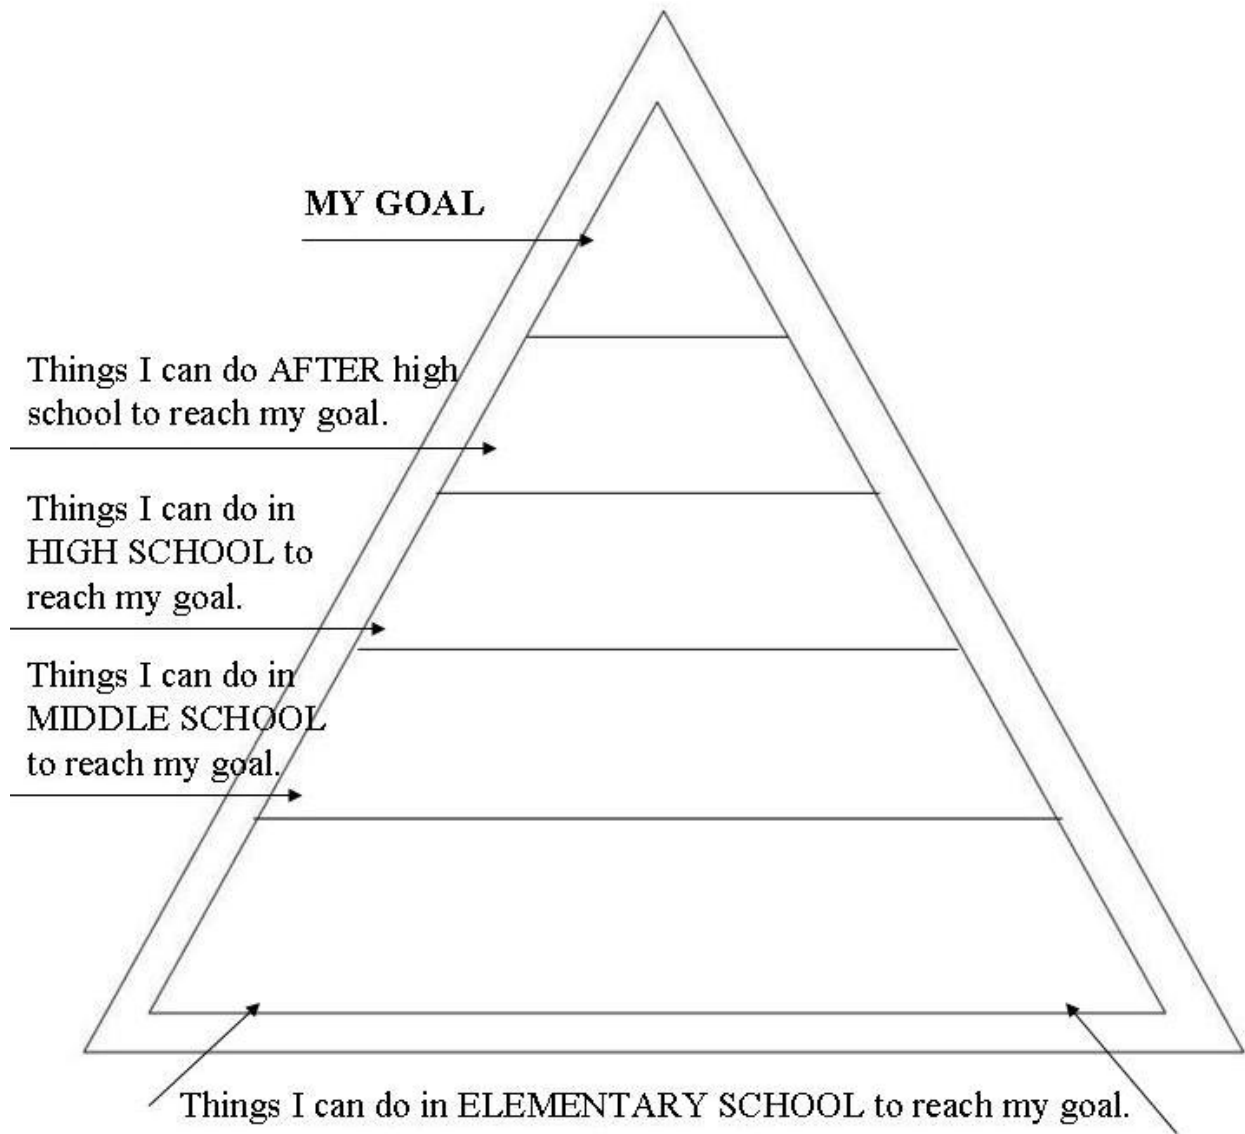 MY GOAL
Things I can do AFTER high
school to reach my goal.
Things I can do in
HIGH SCHOOL to
reach my goal.
Things I can do in
MIDDLE SCHOOL
to reach my goal.
Things I can do in ELEMENTARY SCHOOL to reach my goal.